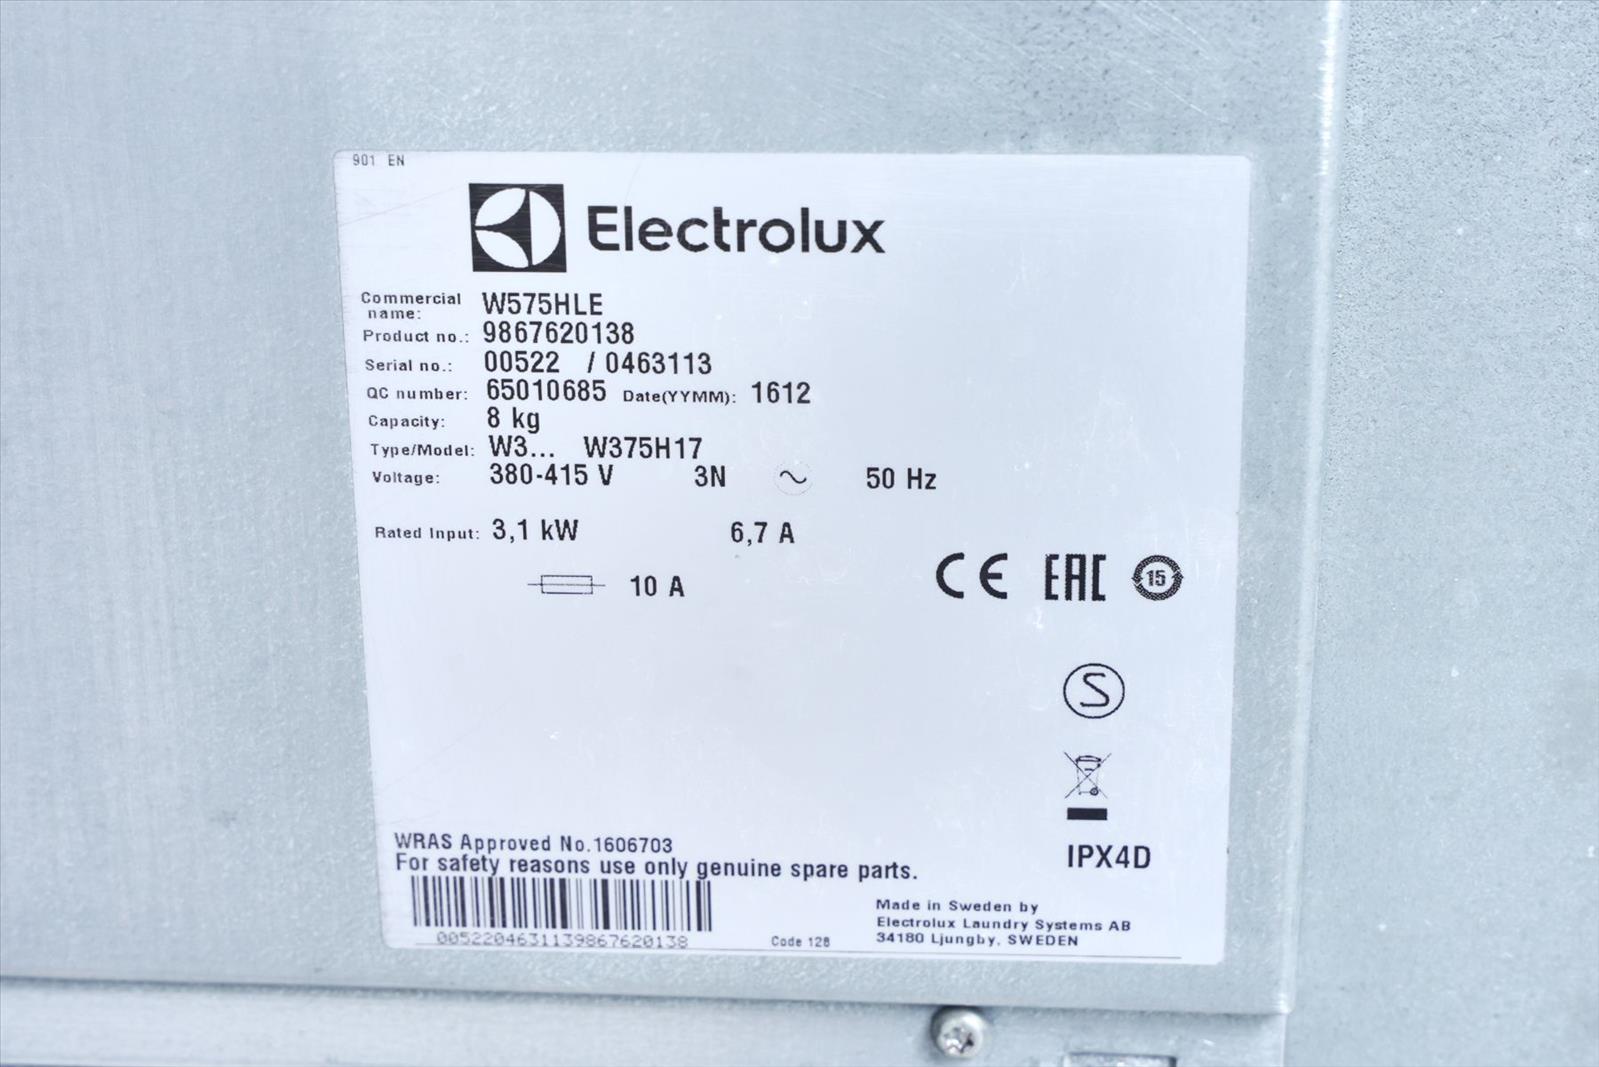 901 EN
Electrolux
Commercial name: W575HLE
Product no.: 9867620138
Serial no.: 00522 / 0463113
QC number: 65010685 Date(YYMM): 1612
Capacity: 8 kg
Type/Model: W3... W375H17
Voltage: 380-415 V 3N ~ 50 Hz
Rated Input: 3,1 kW 6,7 A
10 A
CE EAC 15
S
IPX4D
WRAS Approved No.1606703
For safety reasons use only genuine spare parts.
0052204631139867620138
Code 128
Made in Sweden by
Electrolux Laundry Systems AB
34180 Ljungby, SWEDEN